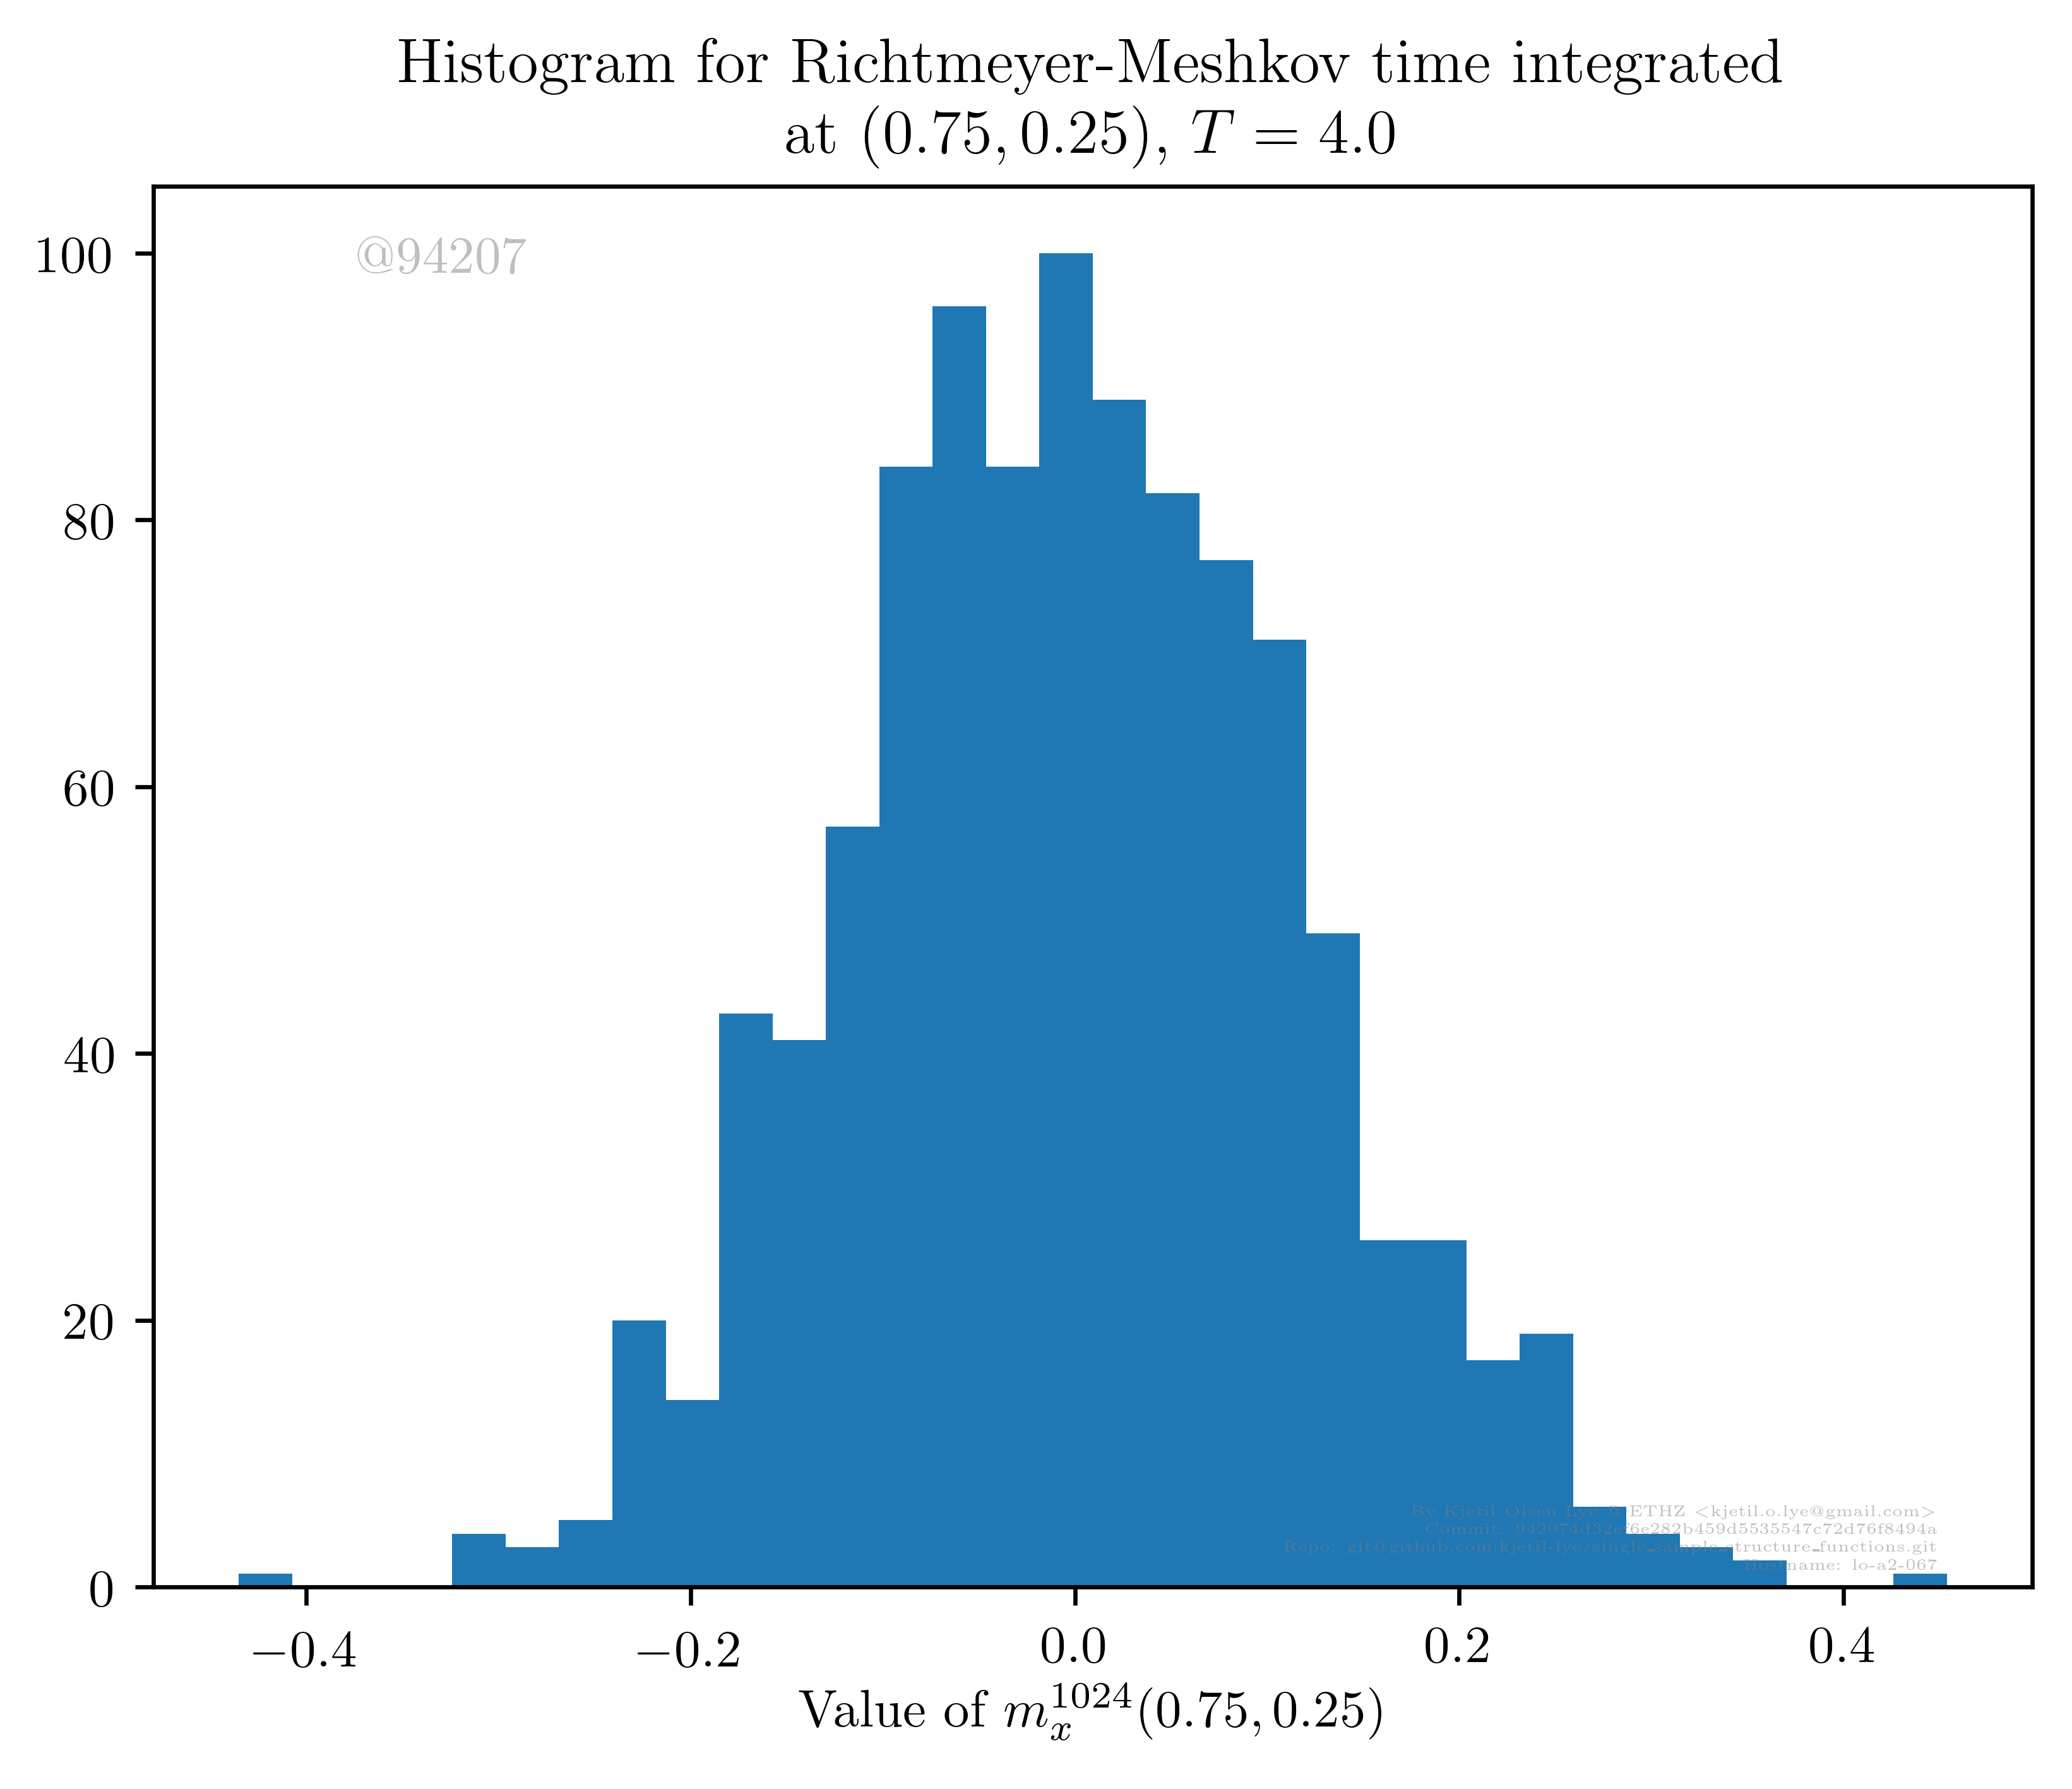 Histogram for Richtmeyer-Meshkov time integrated
at (0.75, 0.25), T = 4.0
@94207
100
80
60
40
20
0
−0.4 −0.2 0.0 0.2 0.4
Value of m_x^1024(0.75, 0.25)
By Kjetil Olsen Lye @ ETHZ <kjetil.o.lye@gmail.com>
Commit: 942074d32ef6e282b459d5535547c72d76f8494a
Repo: git@github.com:kjetil-lye/single_sample_structure_functions.git
Hostname: lo-a2-067